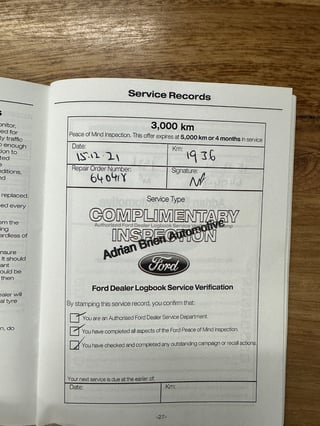 Service Records
3,000 km
Peace of Mind Inspection. This offer expires at 5,000 km or 4 months in service
Date:
15.12.21
Km:
1936
Repair Order Number:
Signature:
Service Type
COMPLIMENTARY
Authorised Ford Dealer Logbook Service
INSPECTION
Adrian Brien Automotive
Ford
Ford Dealer Logbook Service Verification
By stamping this service record, you confirm that:
You are an Authorised Ford Dealer Service Department.
You have completed all aspects of the Ford Peace of Mind Inspection.
You have checked and completed any outstanding campaign or recall actions.
Your next service is due at the earlier of:
Date:
Km:
-27-